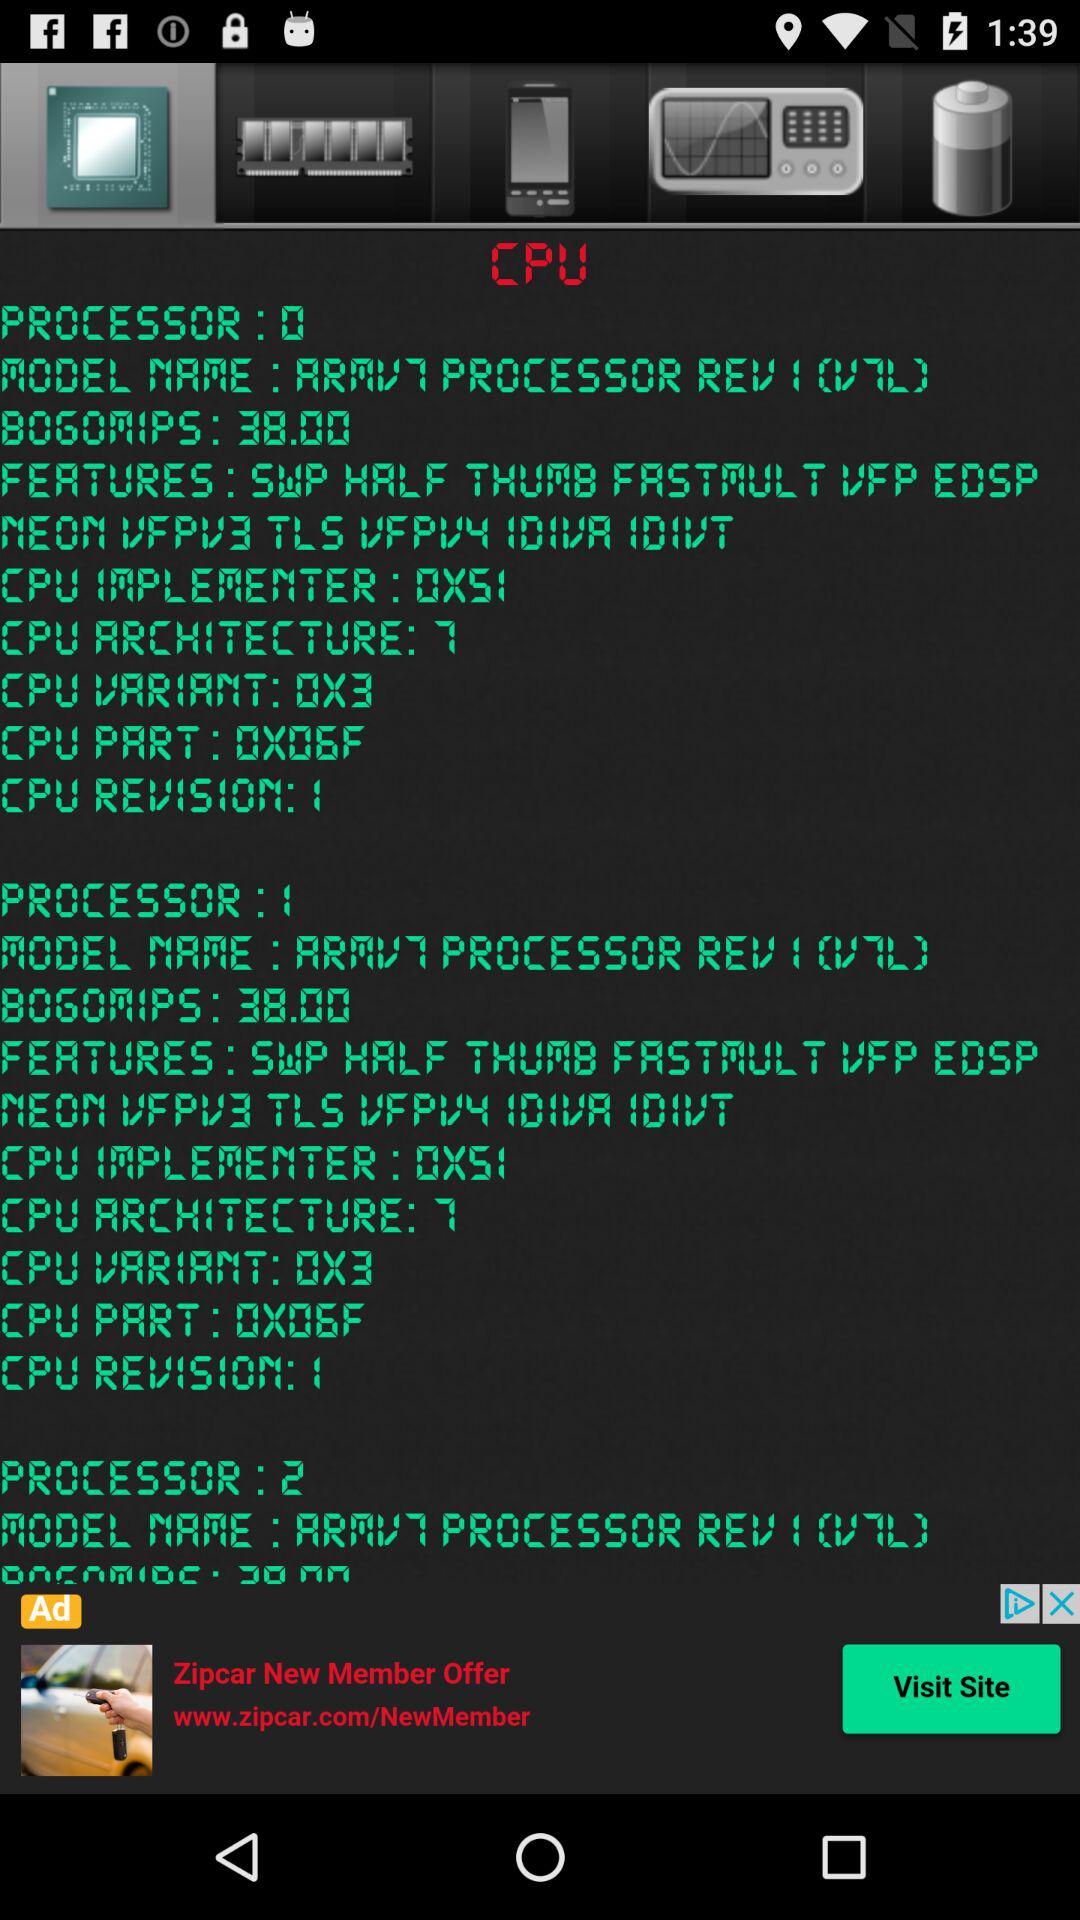 1:39
CPU
PROCESSOR : 0
MODEL NAME : ARMV7 PROCESSOR REV 1 (V7L)
BOGOMIPS : 38.00
FEATURES : SWP HALF THUMB FASTMULT VFP EDSP
NEON VFPV3 TLS VFPV4 IDIVA IDIVT
CPU IMPLEMENTER : 0X51
CPU ARCHITECTURE: 7
CPU VARIANT: 0X3
CPU PART : 0X06F
CPU REVISION: 1
PROCESSOR : 1
MODEL NAME : ARMV7 PROCESSOR REV 1 (V7L)
BOGOMIPS : 38.00
FEATURES : SWP HALF THUMB FASTMULT VFP EDSP
NEON VFPV3 TLS VFPV4 IDIVA IDIVT
CPU IMPLEMENTER : 0X51
CPU ARCHITECTURE: 7
CPU VARIANT: 0X3
CPU PART : 0X06F
CPU REVISION: 1
PROCESSOR : 2
MODEL NAME : ARMV7 PROCESSOR REV 1 (V7L)
BOGOMIPS : 38.00
Ad
Zipcar New Member Offer
www.zipcar.com/NewMember
Visit Site